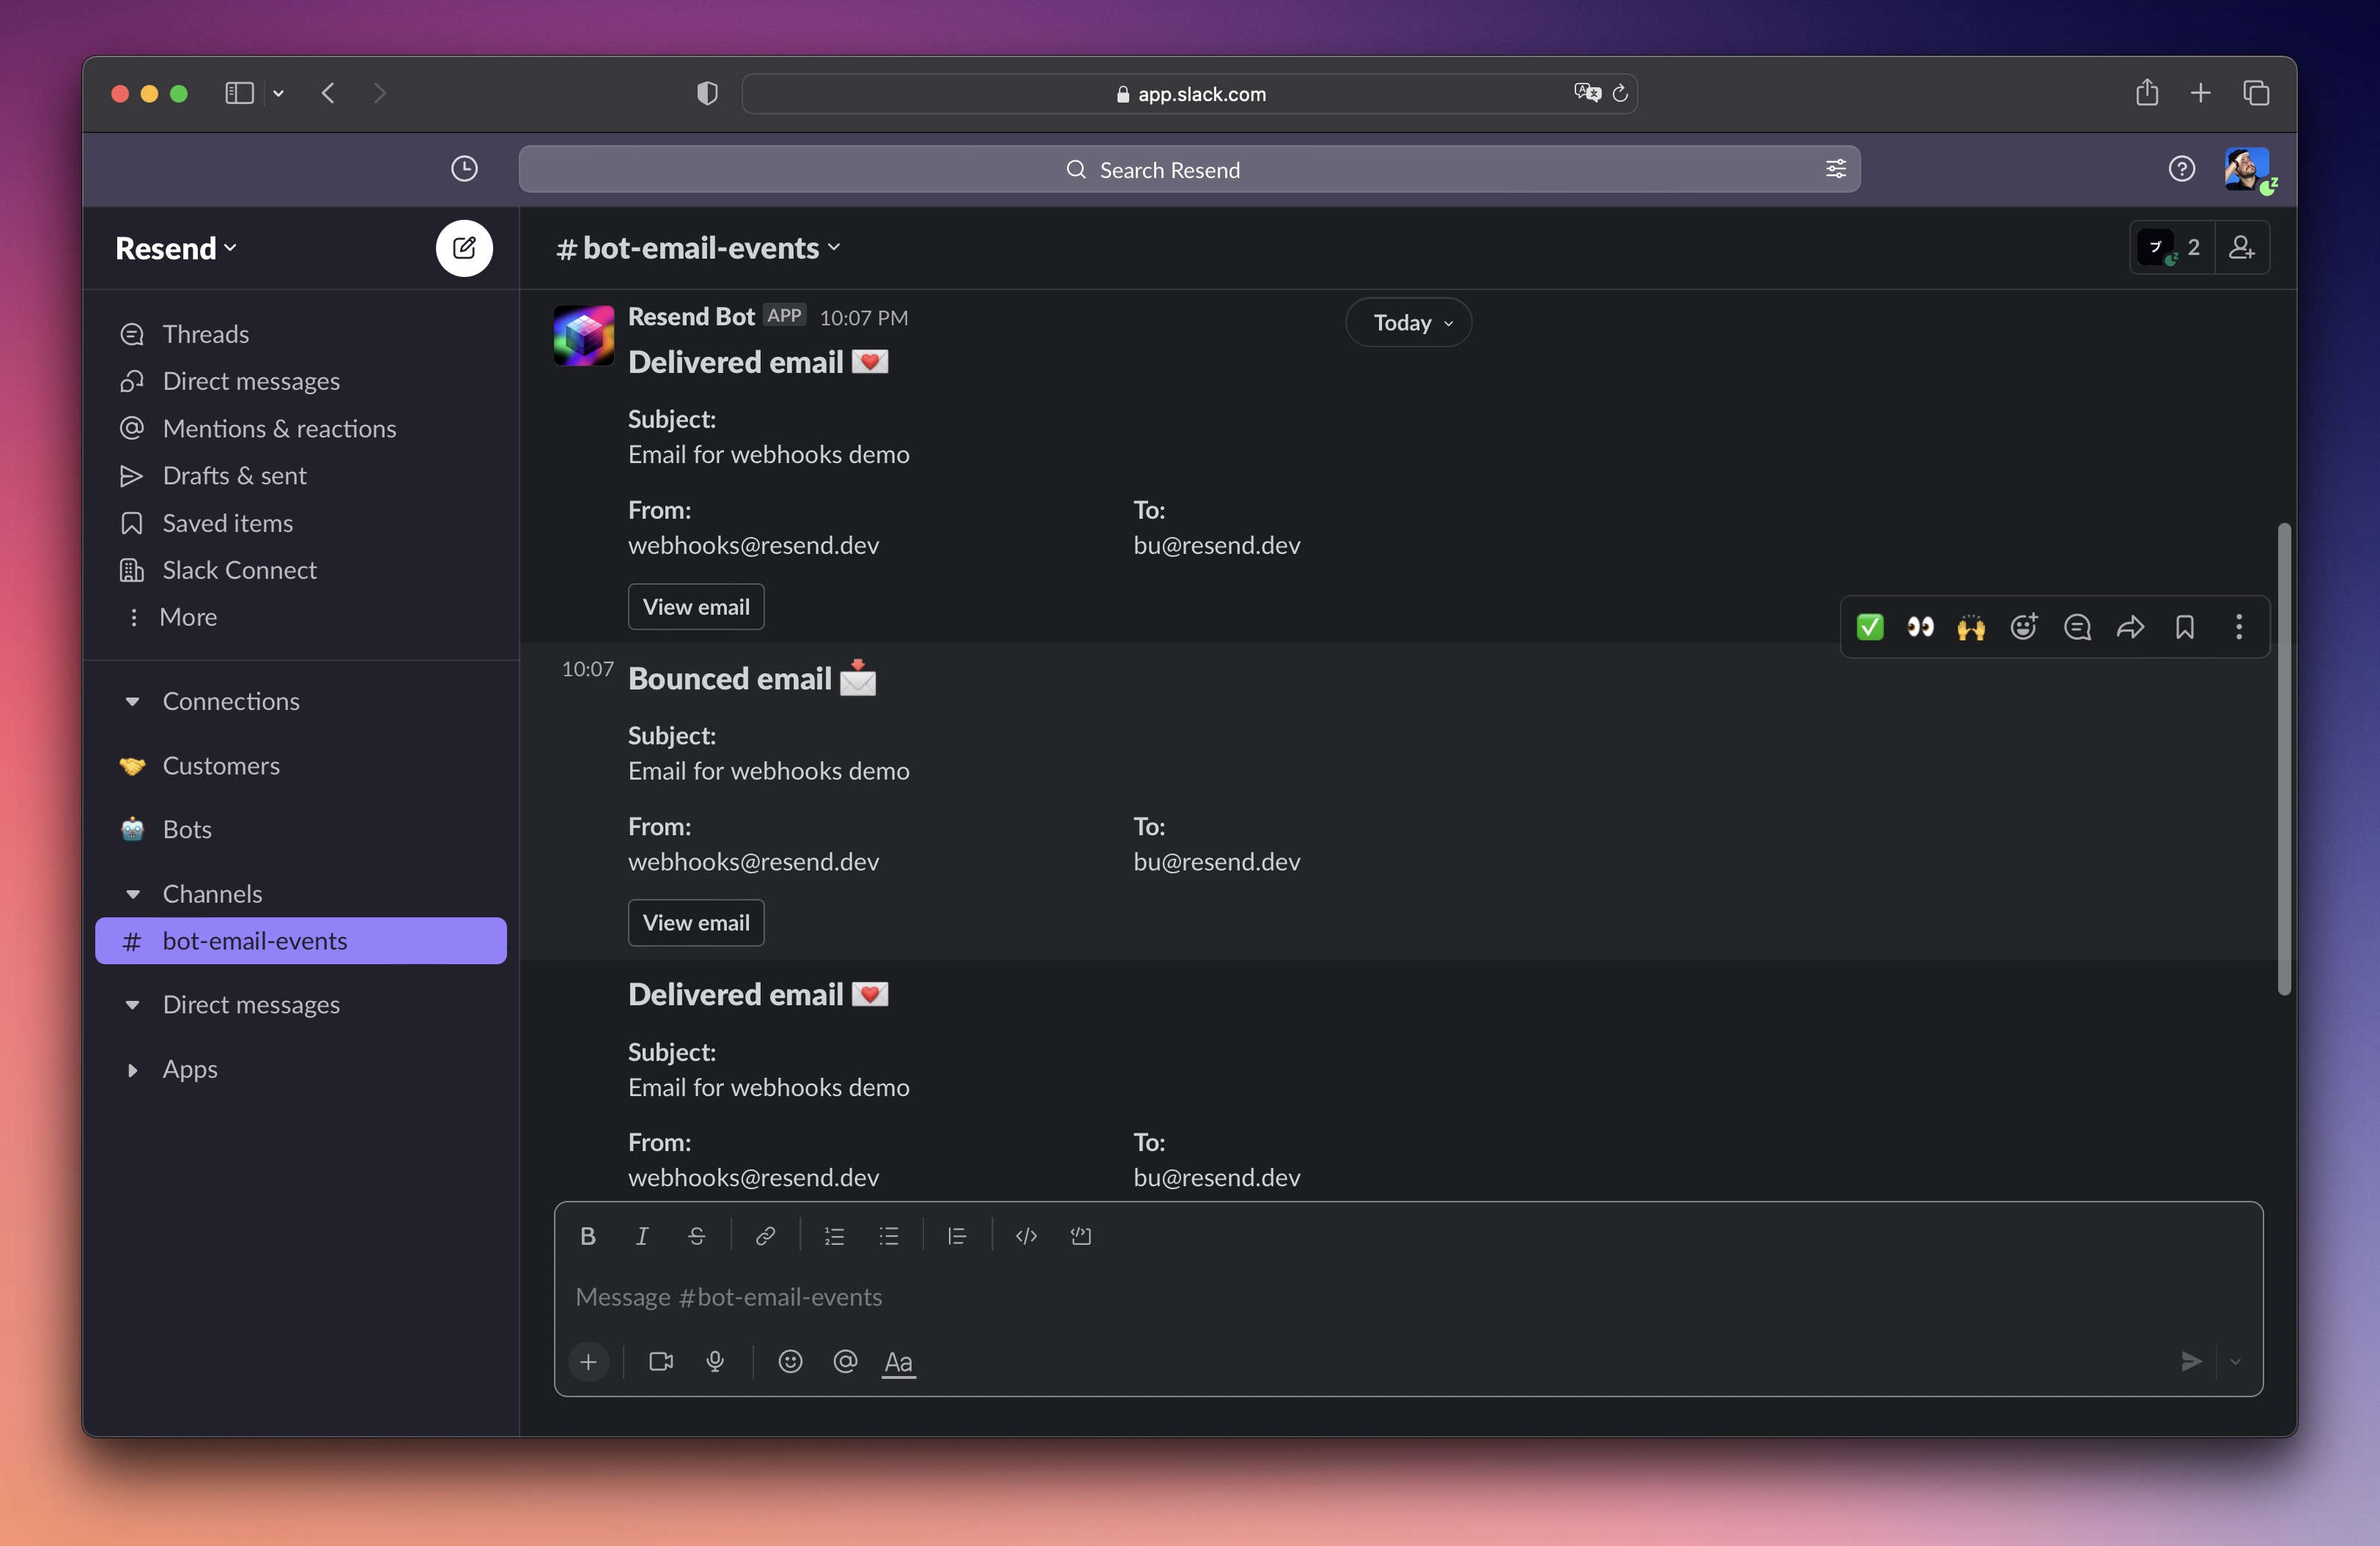 app.slack.com
Search Resend
Resend
Threads
Direct messages
Mentions & reactions
Drafts & sent
Saved items
Slack Connect
More
Connections
Customers
Bots
Channels
# bot-email-events
Direct messages
Apps
# bot-email-events
ブ 2
Today
Resend Bot APP 10:07 PM
Delivered email
Subject:
Email for webhooks demo
From: To:
webhooks@resend.dev bu@resend.dev
View email
10:07 Bounced email
Subject:
Email for webhooks demo
From: To:
webhooks@resend.dev bu@resend.dev
View email
Delivered email
Subject:
Email for webhooks demo
From: To:
webhooks@resend.dev bu@resend.dev
B I S
Message #bot-email-events
Aa